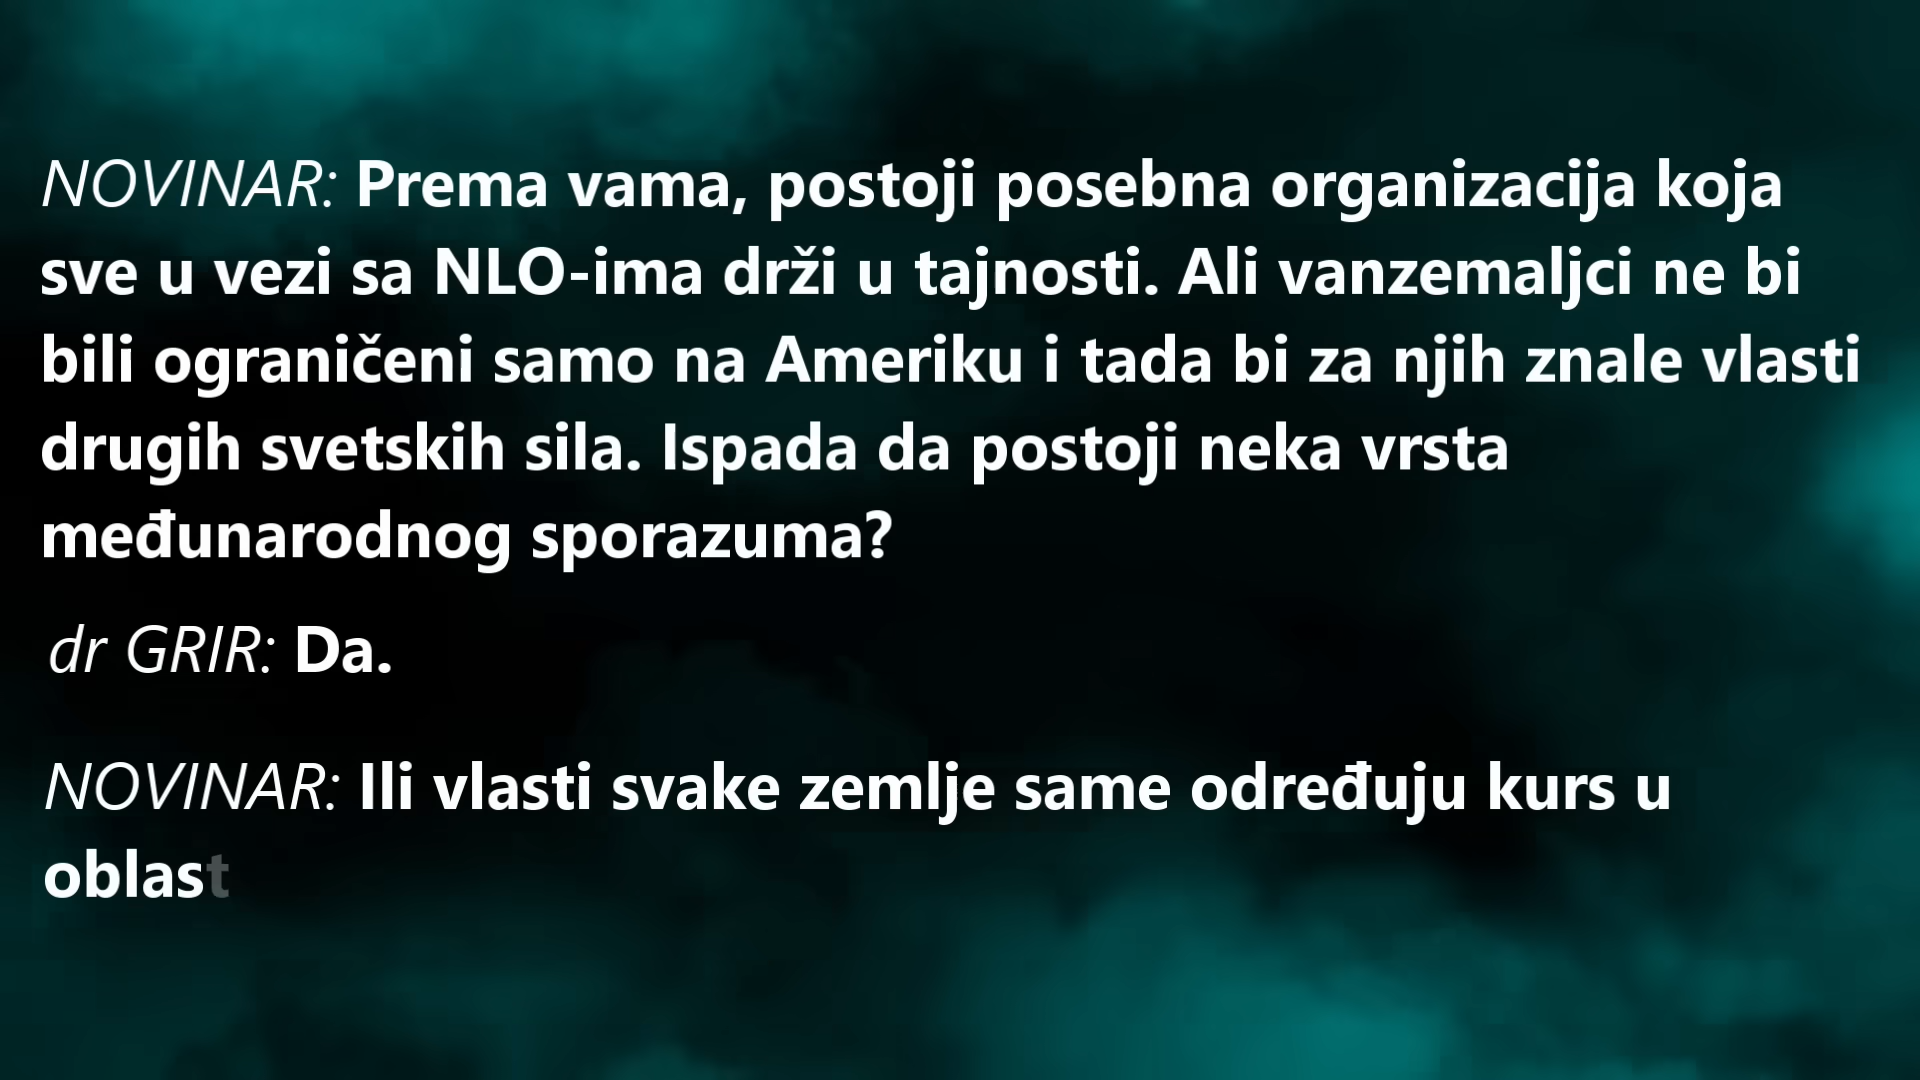 NOVINAR: Prema vama, postoji posebna organizacija koja
sve u vezi sa NLO-ima drži u tajnosti. Ali vanzemaljci ne bi
bili ograničeni samo na Ameriku i tada bi za njih znale vlasti
drugih svetskih sila. Ispada da postoji neka vrsta
međunarodnog sporazuma?
dr GRIR: Da.
NOVINAR: Ili vlasti svake zemlje same određuju kurs u
oblast